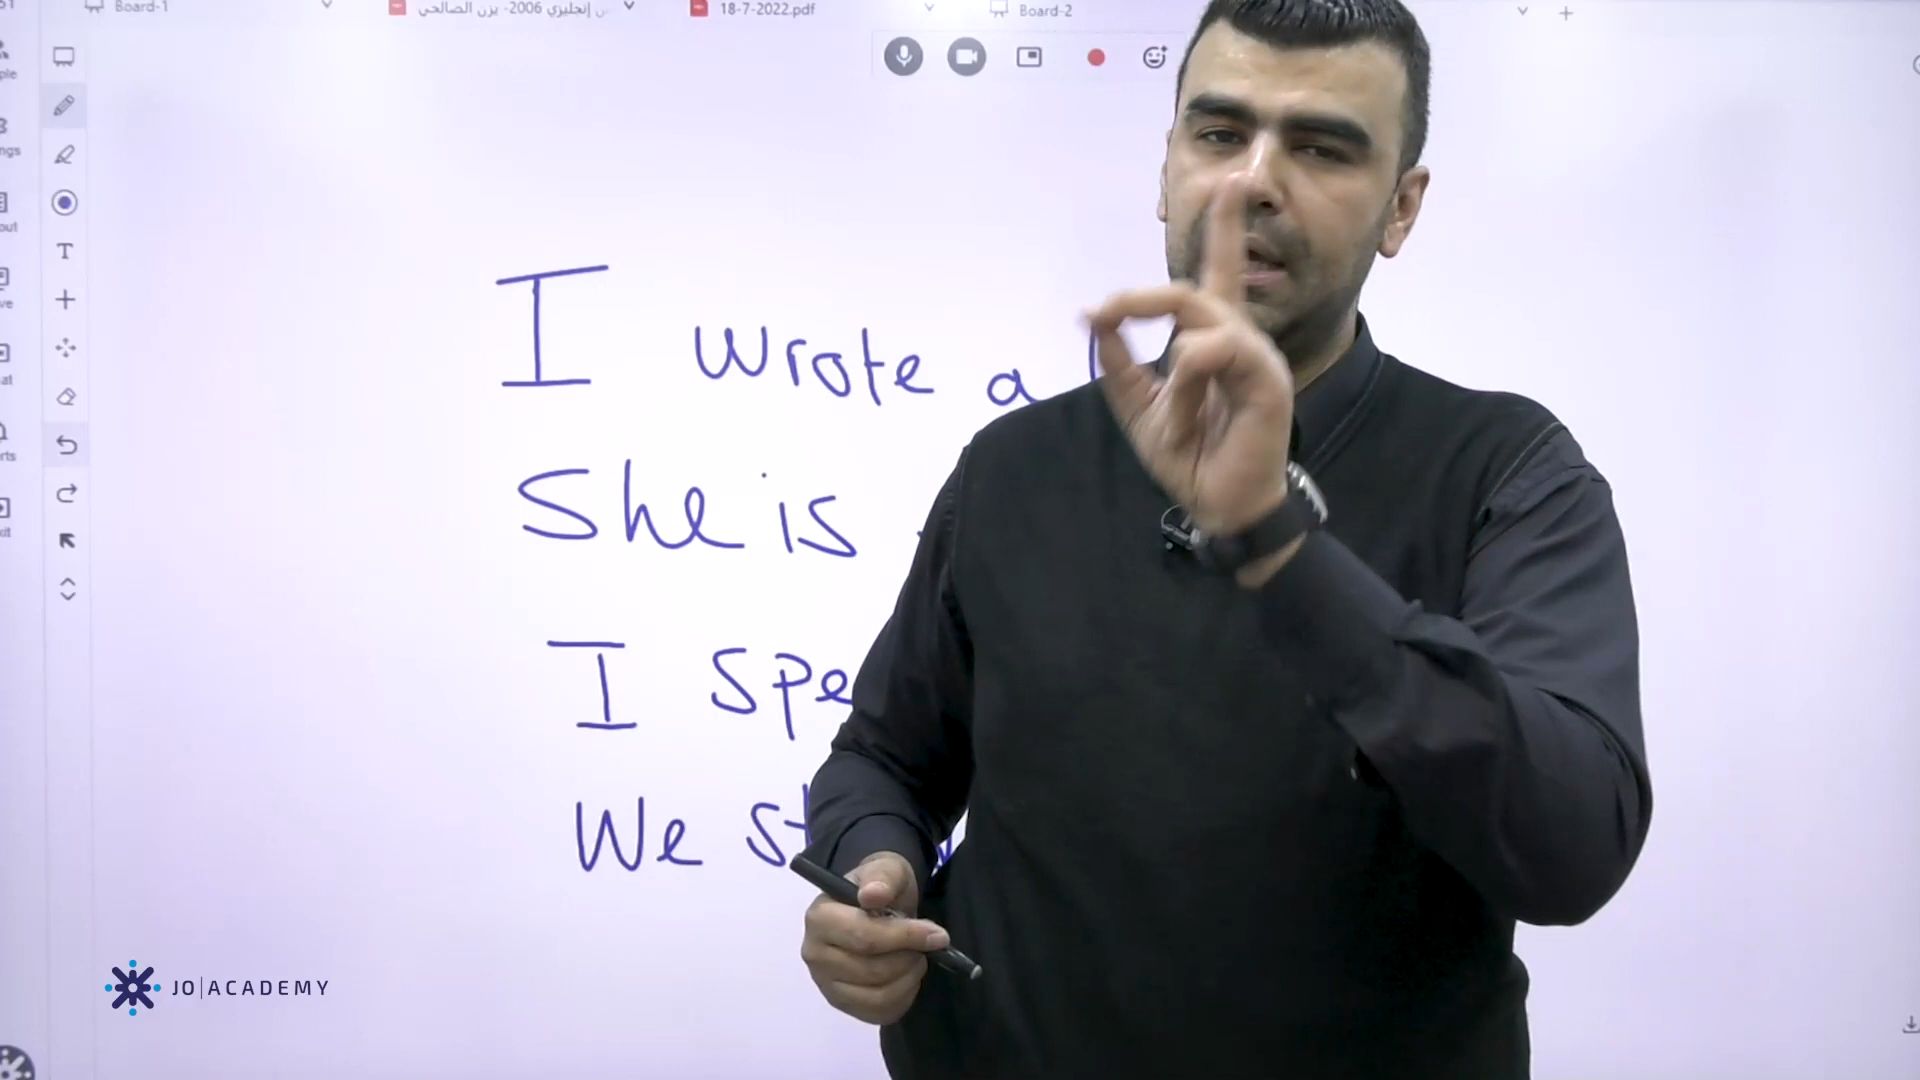 Board-1
إنجليزي 2006- يزن الصالحي
18-7-2022.pdf
Board-2
I wrote a
She is
I spe
We st
JO|ACADEMY